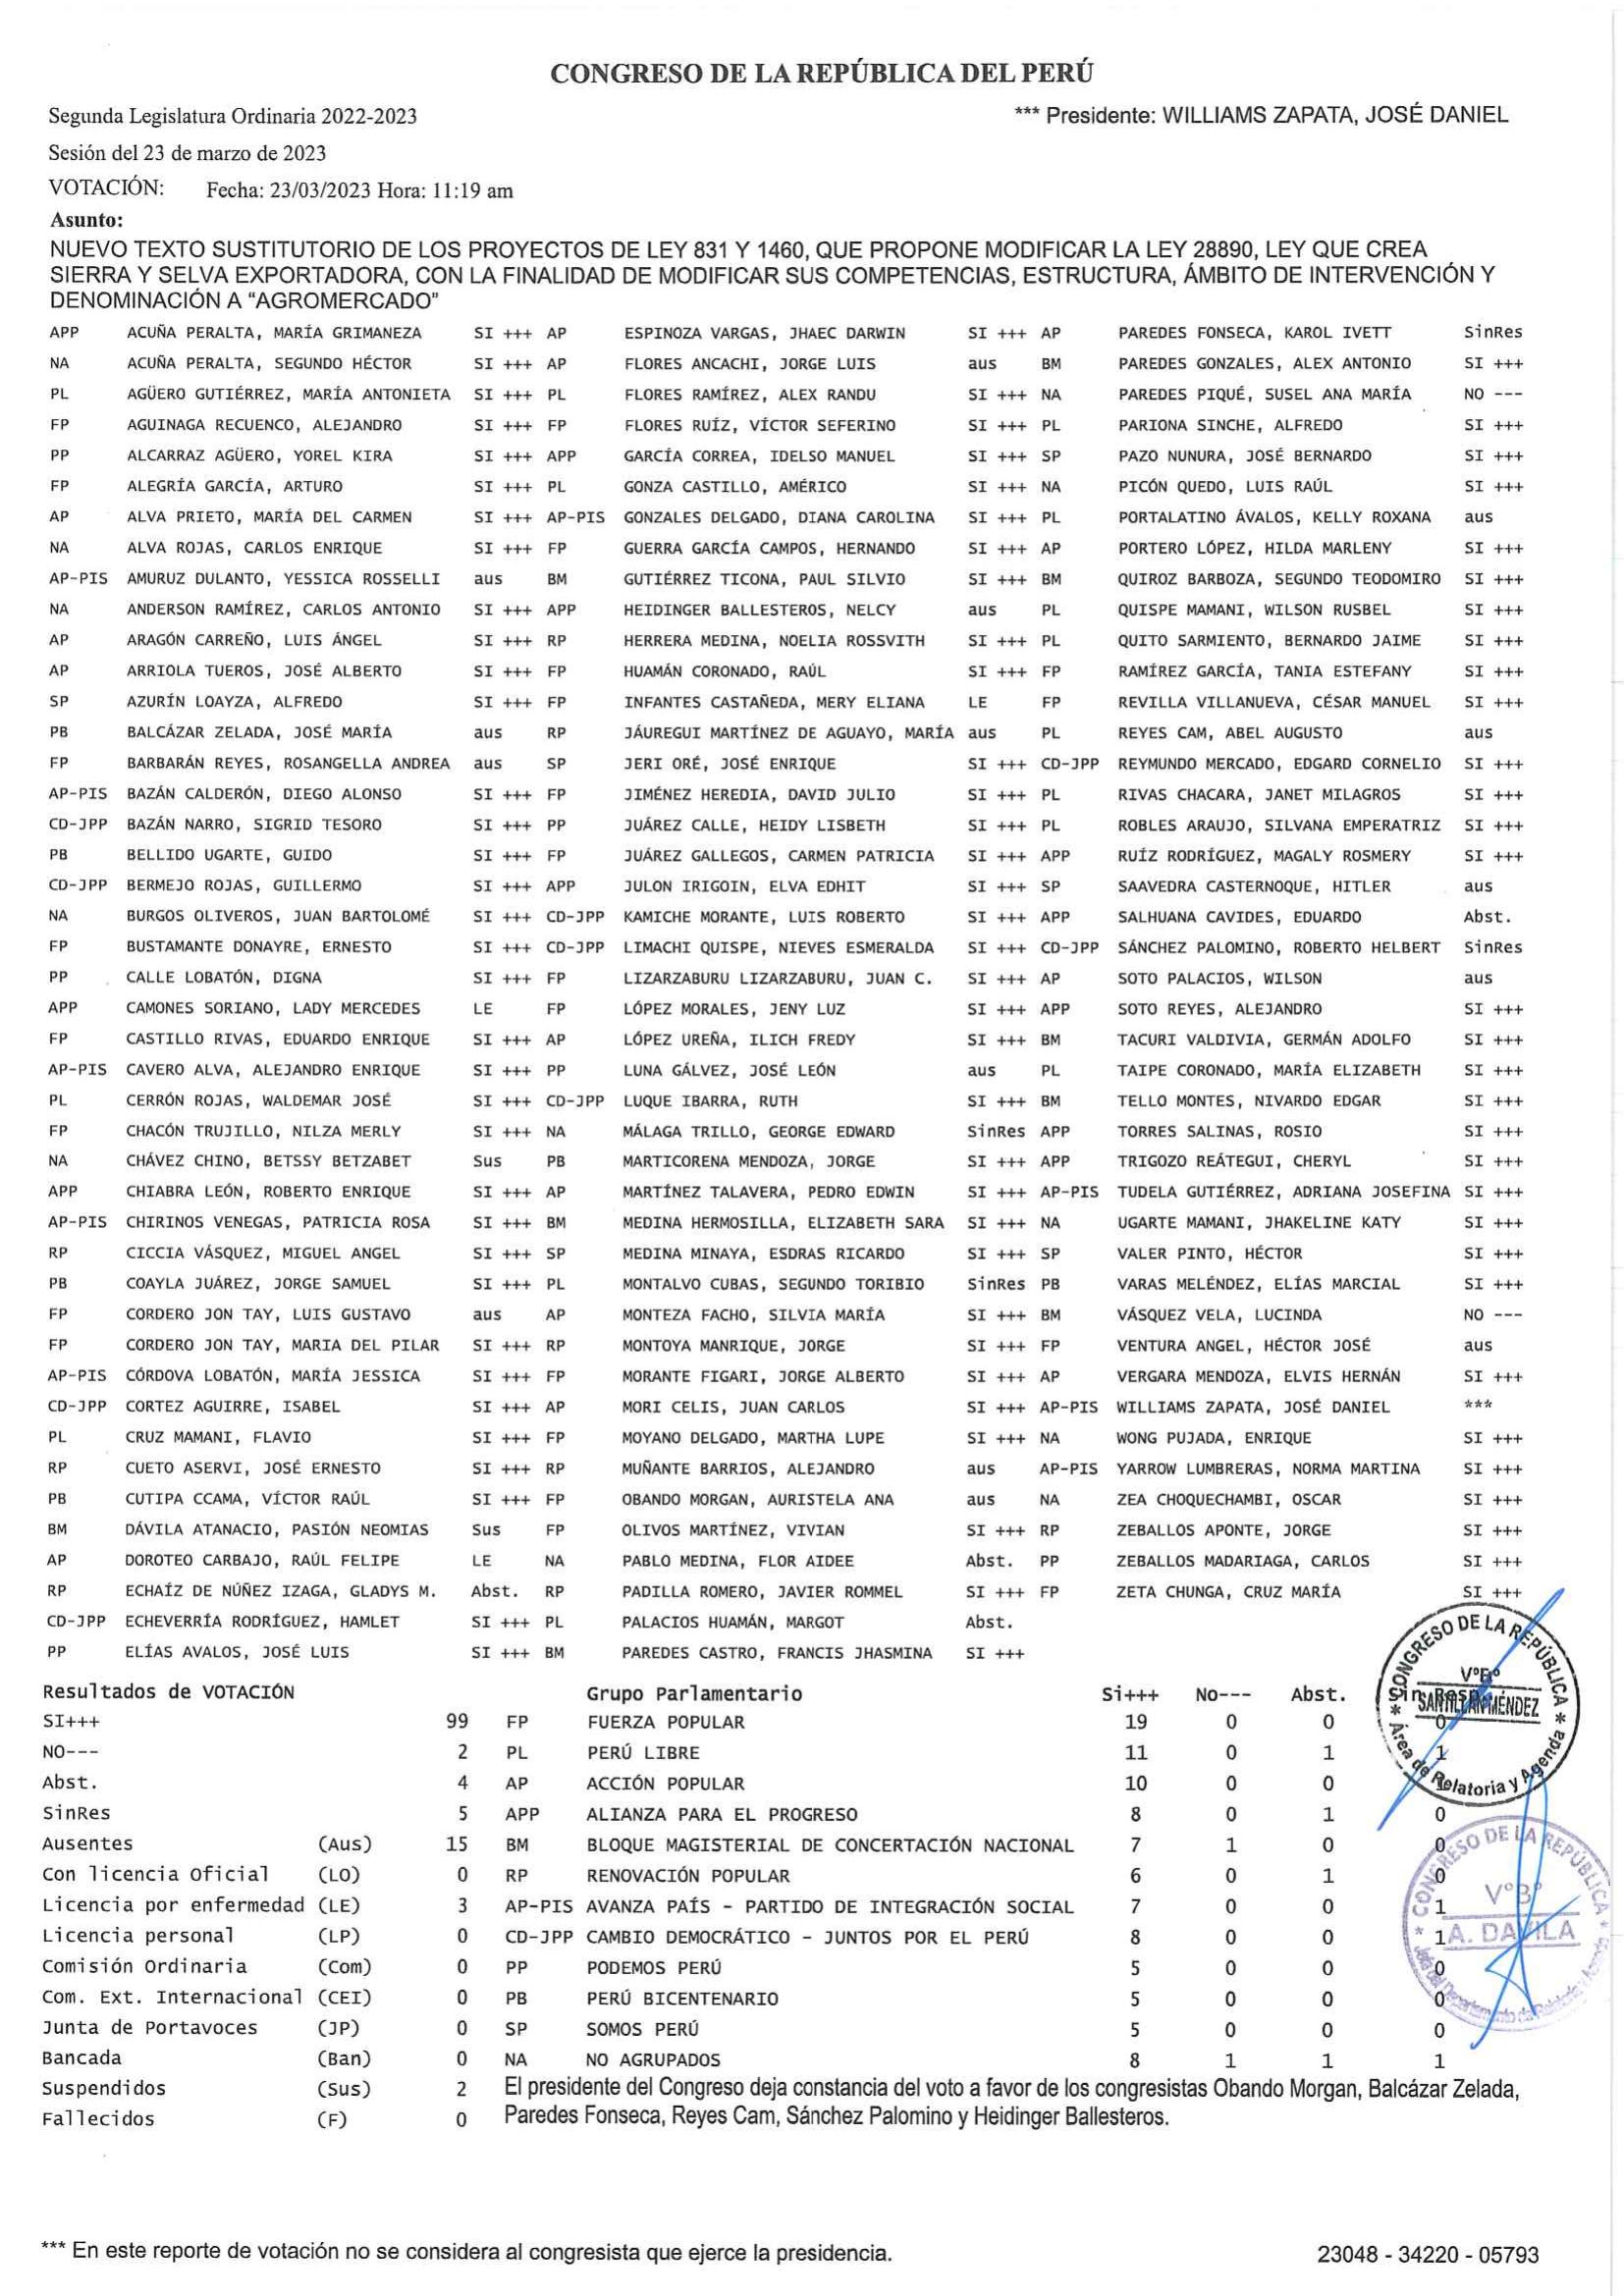 CONGRESO DE LA REPÚBLICA DEL PERÚ
Segunda Legislatura Ordinaria 2022-2023 *** Presidente: WILLIAMS ZAPATA, JOSÉ DANIEL
Sesión del 23 de marzo de 2023
VOTACIÓN: Fecha: 23/03/2023 Hora: 11:19 am
Asunto:
NUEVO TEXTO SUSTITUTORIO DE LOS PROYECTOS DE LEY 831 Y 1460, QUE PROPONE MODIFICAR LA LEY 28890, LEY QUE CREA
SIERRA Y SELVA EXPORTADORA, CON LA FINALIDAD DE MODIFICAR SUS COMPETENCIAS, ESTRUCTURA, ÁMBITO DE INTERVENCIÓN Y
DENOMINACIÓN A “AGROMERCADO”
APP ACUÑA PERALTA, MARÍA GRIMANEZA SI +++ AP ESPINOZA VARGAS, JHAEC DARWIN SI +++ AP PAREDES FONSECA, KAROL IVETT SinRes
NA ACUÑA PERALTA, SEGUNDO HÉCTOR SI +++ AP FLORES ANCACHI, JORGE LUIS aus BM PAREDES GONZALES, ALEX ANTONIO SI +++
PL AGÜERO GUTIÉRREZ, MARÍA ANTONIETA SI +++ PL FLORES RAMÍREZ, ALEX RANDU SI +++ NA PAREDES PIQUÉ, SUSEL ANA MARÍA NO ---
FP AGUINAGA RECUENCO, ALEJANDRO SI +++ FP FLORES RUÍZ, VÍCTOR SEFERINO SI +++ PL PARIONA SINCHE, ALFREDO SI +++
PP ALCARRAZ AGÜERO, YOREL KIRA SI +++ APP GARCÍA CORREA, IDELSO MANUEL SI +++ SP PAZO NUNURA, JOSÉ BERNARDO SI +++
FP ALEGRÍA GARCÍA, ARTURO SI +++ PL GONZA CASTILLO, AMÉRICO SI +++ NA PICÓN QUEDO, LUIS RAÚL SI +++
AP ALVA PRIETO, MARÍA DEL CARMEN SI +++ AP-PIS GONZALES DELGADO, DIANA CAROLINA SI +++ PL PORTALATINO ÁVALOS, KELLY ROXANA aus
NA ALVA ROJAS, CARLOS ENRIQUE SI +++ FP GUERRA GARCÍA CAMPOS, HERNANDO SI +++ AP PORTERO LÓPEZ, HILDA MARLENY SI +++
AP-PIS AMURUZ DULANTO, YESSICA ROSSELLI aus BM GUTIÉRREZ TICONA, PAUL SILVIO SI +++ BM QUIROZ BARBOZA, SEGUNDO TEODOMIRO SI +++
NA ANDERSON RAMÍREZ, CARLOS ANTONIO SI +++ APP HEIDINGER BALLESTEROS, NELCY aus PL QUISPE MAMANI, WILSON RUSBEL SI +++
AP ARAGÓN CARREÑO, LUIS ÁNGEL SI +++ RP HERRERA MEDINA, NOELIA ROSSVITH SI +++ PL QUITO SARMIENTO, BERNARDO JAIME SI +++
AP ARRIOLA TUEROS, JOSÉ ALBERTO SI +++ FP HUAMÁN CORONADO, RAÚL SI +++ FP RAMÍREZ GARCÍA, TANIA ESTEFANY SI +++
SP AZURÍN LOAYZA, ALFREDO SI +++ FP INFANTES CASTAÑEDA, MERY ELIANA LE FP REVILLA VILLANUEVA, CÉSAR MANUEL SI +++
PB BALCÁZAR ZELADA, JOSÉ MARÍA aus RP JÁUREGUI MARTÍNEZ DE AGUAYO, MARÍA aus PL REYES CAM, ABEL AUGUSTO aus
FP BARBARÁN REYES, ROSANGELLA ANDREA aus SP JERI ORÉ, JOSÉ ENRIQUE SI +++ CD-JPP REYMUNDO MERCADO, EDGARD CORNELIO SI +++
AP-PIS BAZÁN CALDERÓN, DIEGO ALONSO SI +++ FP JIMÉNEZ HEREDIA, DAVID JULIO SI +++ PL RIVAS CHACARA, JANET MILAGROS SI +++
CD-JPP BAZÁN NARRO, SIGRID TESORO SI +++ PP JUÁREZ CALLE, HEIDY LISBETH SI +++ PL ROBLES ARAUJO, SILVANA EMPERATRIZ SI +++
PB BELLIDO UGARTE, GUIDO SI +++ FP JUÁREZ GALLEGOS, CARMEN PATRICIA SI +++ APP RUÍZ RODRÍGUEZ, MAGALY ROSMERY SI +++
CD-JPP BERMEJO ROJAS, GUILLERMO SI +++ APP JULON IRIGOIN, ELVA EDHIT SI +++ SP SAAVEDRA CASTERNOQUE, HITLER aus
NA BURGOS OLIVEROS, JUAN BARTOLOMÉ SI +++ CD-JPP KAMICHE MORANTE, LUIS ROBERTO SI +++ APP SALHUANA CAVIDES, EDUARDO Abst.
FP BUSTAMANTE DONAYRE, ERNESTO SI +++ CD-JPP LIMACHI QUISPE, NIEVES ESMERALDA SI +++ CD-JPP SÁNCHEZ PALOMINO, ROBERTO HELBERT SinRes
PP CALLE LOBATÓN, DIGNA SI +++ FP LIZARZABURU LIZARZABURU, JUAN C. SI +++ AP SOTO PALACIOS, WILSON aus
APP CAMONES SORIANO, LADY MERCEDES LE FP LÓPEZ MORALES, JENY LUZ SI +++ APP SOTO REYES, ALEJANDRO SI +++
FP CASTILLO RIVAS, EDUARDO ENRIQUE SI +++ AP LÓPEZ UREÑA, ILICH FREDY SI +++ BM TACURI VALDIVIA, GERMÁN ADOLFO SI +++
AP-PIS CAVERO ALVA, ALEJANDRO ENRIQUE SI +++ PP LUNA GÁLVEZ, JOSÉ LEÓN aus PL TAIPE CORONADO, MARÍA ELIZABETH SI +++
PL CERRÓN ROJAS, WALDEMAR JOSÉ SI +++ CD-JPP LUQUE IBARRA, RUTH SI +++ BM TELLO MONTES, NIVARDO EDGAR SI +++
FP CHACÓN TRUJILLO, NILZA MERLY SI +++ NA MÁLAGA TRILLO, GEORGE EDWARD SinRes APP TORRES SALINAS, ROSIO SI +++
NA CHÁVEZ CHINO, BETSSY BETZABET Sus PB MARTICORENA MENDOZA, JORGE SI +++ APP TRIGOZO REÁTEGUI, CHERYL SI +++
APP CHIABRA LEÓN, ROBERTO ENRIQUE SI +++ AP MARTÍNEZ TALAVERA, PEDRO EDWIN SI +++ AP-PIS TUDELA GUTIÉRREZ, ADRIANA JOSEFINA SI +++
AP-PIS CHIRINOS VENEGAS, PATRICIA ROSA SI +++ BM MEDINA HERMOSILLA, ELIZABETH SARA SI +++ NA UGARTE MAMANI, JHAKELINE KATY SI +++
RP CICCIA VÁSQUEZ, MIGUEL ANGEL SI +++ SP MEDINA MINAYA, ESDRAS RICARDO SI +++ SP VALER PINTO, HÉCTOR SI +++
PB COAYLA JUÁREZ, JORGE SAMUEL SI +++ PL MONTALVO CUBAS, SEGUNDO TORIBIO SinRes PB VARAS MELÉNDEZ, ELÍAS MARCIAL SI +++
FP CORDERO JON TAY, LUIS GUSTAVO aus AP MONTEZA FACHO, SILVIA MARÍA SI +++ BM VÁSQUEZ VELA, LUCINDA NO ---
FP CORDERO JON TAY, MARIA DEL PILAR SI +++ RP MONTOYA MANRIQUE, JORGE SI +++ FP VENTURA ANGEL, HÉCTOR JOSÉ aus
AP-PIS CÓRDOVA LOBATÓN, MARÍA JESSICA SI +++ FP MORANTE FIGARI, JORGE ALBERTO SI +++ AP VERGARA MENDOZA, ELVIS HERNÁN SI +++
CD-JPP CORTEZ AGUIRRE, ISABEL SI +++ AP MORI CELIS, JUAN CARLOS SI +++ AP-PIS WILLIAMS ZAPATA, JOSÉ DANIEL ***
PL CRUZ MAMANI, FLAVIO SI +++ FP MOYANO DELGADO, MARTHA LUPE SI +++ NA WONG PUJADA, ENRIQUE SI +++
RP CUETO ASERVI, JOSÉ ERNESTO SI +++ RP MUÑANTE BARRIOS, ALEJANDRO aus AP-PIS YARROW LUMBRERAS, NORMA MARTINA SI +++
PB CUTIPA CCAMA, VÍCTOR RAÚL SI +++ FP OBANDO MORGAN, AURISTELA ANA aus NA ZEA CHOQUECHAMBI, OSCAR SI +++
BM DÁVILA ATANACIO, PASIÓN NEOMIAS Sus FP OLIVOS MARTÍNEZ, VIVIAN SI +++ RP ZEBALLOS APONTE, JORGE SI +++
AP DOROTEO CARBAJO, RAÚL FELIPE LE NA PABLO MEDINA, FLOR AIDEE Abst. PP ZEBALLOS MADARIAGA, CARLOS SI +++
RP ECHAÍZ DE NÚÑEZ IZAGA, GLADYS M. Abst. RP PADILLA ROMERO, JAVIER ROMMEL SI +++ FP ZETA CHUNGA, CRUZ MARÍA SI +++
CD-JPP ECHEVERRÍA RODRÍGUEZ, HAMLET SI +++ PL PALACIOS HUAMÁN, MARGOT Abst.
PP ELÍAS AVALOS, JOSÉ LUIS SI +++ BM PAREDES CASTRO, FRANCIS JHASMINA SI +++
Resultados de VOTACIÓN Grupo Parlamentario Si+++ No--- Abst. Sin Resp.
SI+++ 99 FP FUERZA POPULAR 19 0 0 0
NO--- 2 PL PERÚ LIBRE 11 0 1 1
Abst. 4 AP ACCIÓN POPULAR 10 0 0 1
SinRes 5 APP ALIANZA PARA EL PROGRESO 8 0 1 0
Ausentes (Aus) 15 BM BLOQUE MAGISTERIAL DE CONCERTACIÓN NACIONAL 7 1 0 0
Con licencia Oficial (LO) 0 RP RENOVACIÓN POPULAR 6 0 1 0
Licencia por enfermedad (LE) 3 AP-PIS AVANZA PAÍS - PARTIDO DE INTEGRACIÓN SOCIAL 7 0 0 1
Licencia personal (LP) 0 CD-JPP CAMBIO DEMOCRÁTICO - JUNTOS POR EL PERÚ 8 0 0 1
Comisión Ordinaria (Com) 0 PP PODEMOS PERÚ 5 0 0 0
Com. Ext. Internacional (CEI) 0 PB PERÚ BICENTENARIO 5 0 0 0
Junta de Portavoces (JP) 0 SP SOMOS PERÚ 5 0 0 0
Bancada (Ban) 0 NA NO AGRUPADOS 8 1 1 1
Suspendidos (Sus) 2 El presidente del Congreso deja constancia del voto a favor de los congresistas Obando Morgan, Balcázar Zelada,
Fallecidos (F) 0 Paredes Fonseca, Reyes Cam, Sánchez Palomino y Heidinger Ballesteros.
* CONGRESO DE LA REPÚBLICA *
V°B°
SANTILLAN MÉNDEZ
Área de Relatoría y Agenda
* CONGRESO DE LA REPÚBLICA *
V°B°
A. DAVILA
Jefa del Departamento de Relatoría y Agenda
*** En este reporte de votación no se considera al congresista que ejerce la presidencia. 23048 - 34220 - 05793